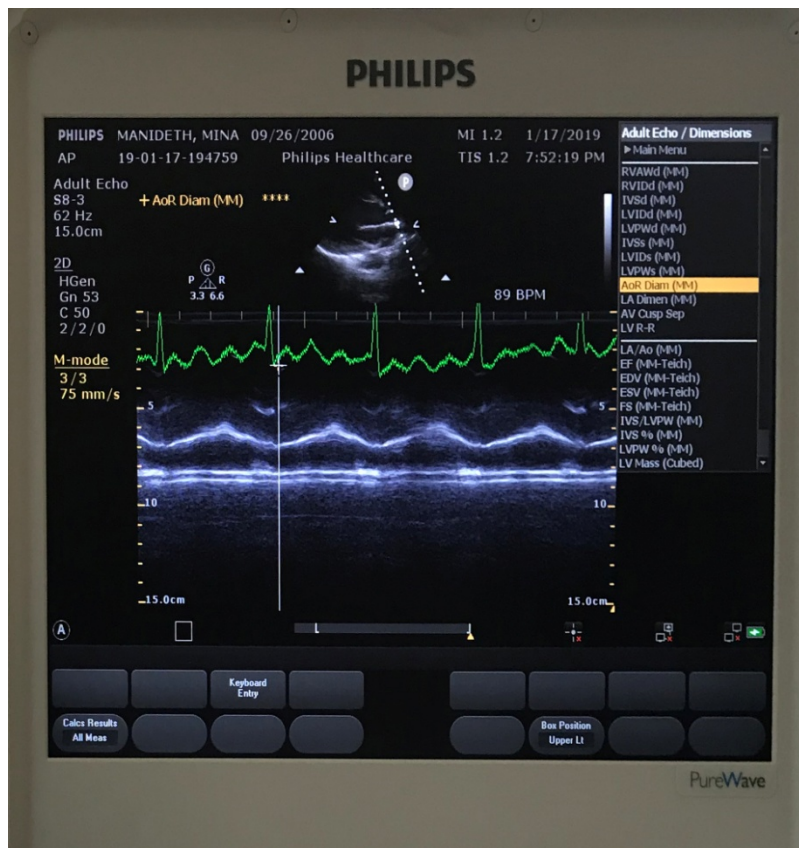 PHILIPS
PHILIPS MANIDETH, MINA 09/26/2006 MI 1.2 1/17/2019
AP 19-01-17-194759 Philips Healthcare TIS 1.2 7:52:19 PM
Adult Echo
S8-3
62 Hz
15.0cm
2D
HGen
Gn 53
C 50
2/2/0
M-mode
3/3
75 mm/s
+ AoR Diam (MM) ****
P
G
P R
3.3 6.6
89 BPM
5 5
10 10
15.0cm 15.0cm
Adult Echo / Dimensions
Main Menu
RVAWd (MM)
RVIDd (MM)
IVSd (MM)
LVIDd (MM)
LVPWd (MM)
IVSs (MM)
LVIDs (MM)
LVPWs (MM)
AoR Diam (MM)
LA Dimen (MM)
AV Cusp Sep
LV R-R
LA/Ao (MM)
EF (MM-Teich)
EDV (MM-Teich)
ESV (MM-Teich)
FS (MM-Teich)
IVS/LVPW (MM)
IVS % (MM)
LVPW % (MM)
LV Mass (Cubed)
A
Keyboard
Entry
Calcs Results
All Meas
Box Position
Upper Lt
PureWave